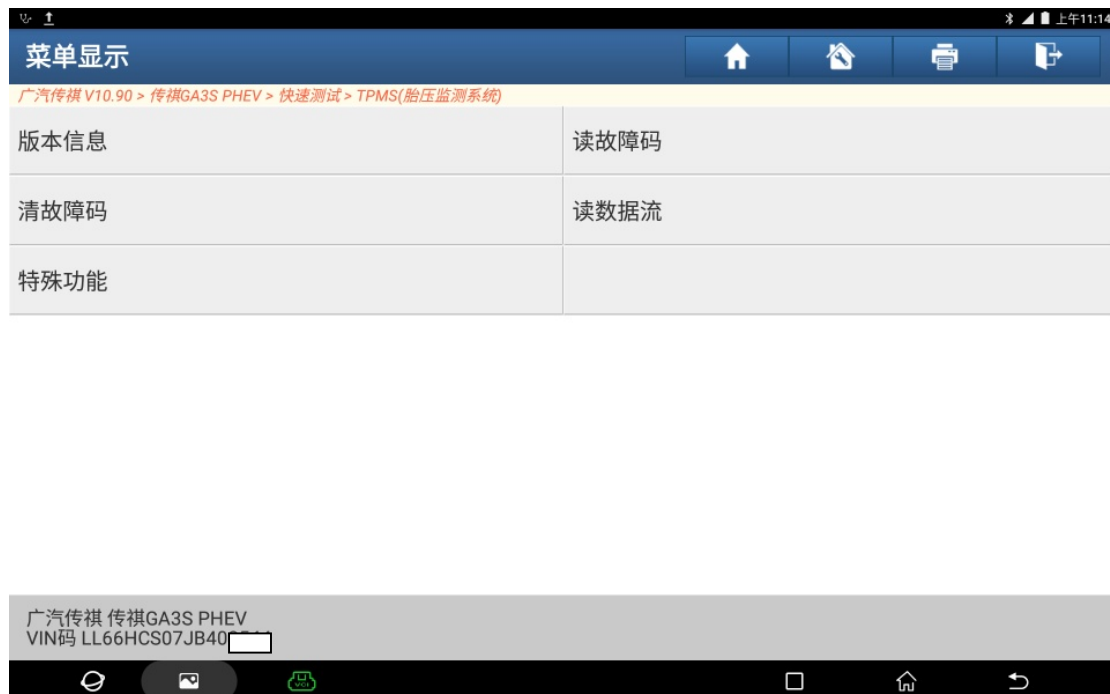 上午11:14
菜单显示
广汽传祺 V10.90 > 传祺GA3S PHEV > 快速测试 > TPMS(胎压监测系统)
版本信息 读故障码
清故障码 读数据流
特殊功能
广汽传祺 传祺GA3S PHEV
VIN码 LL66HCS07JB40
VCI